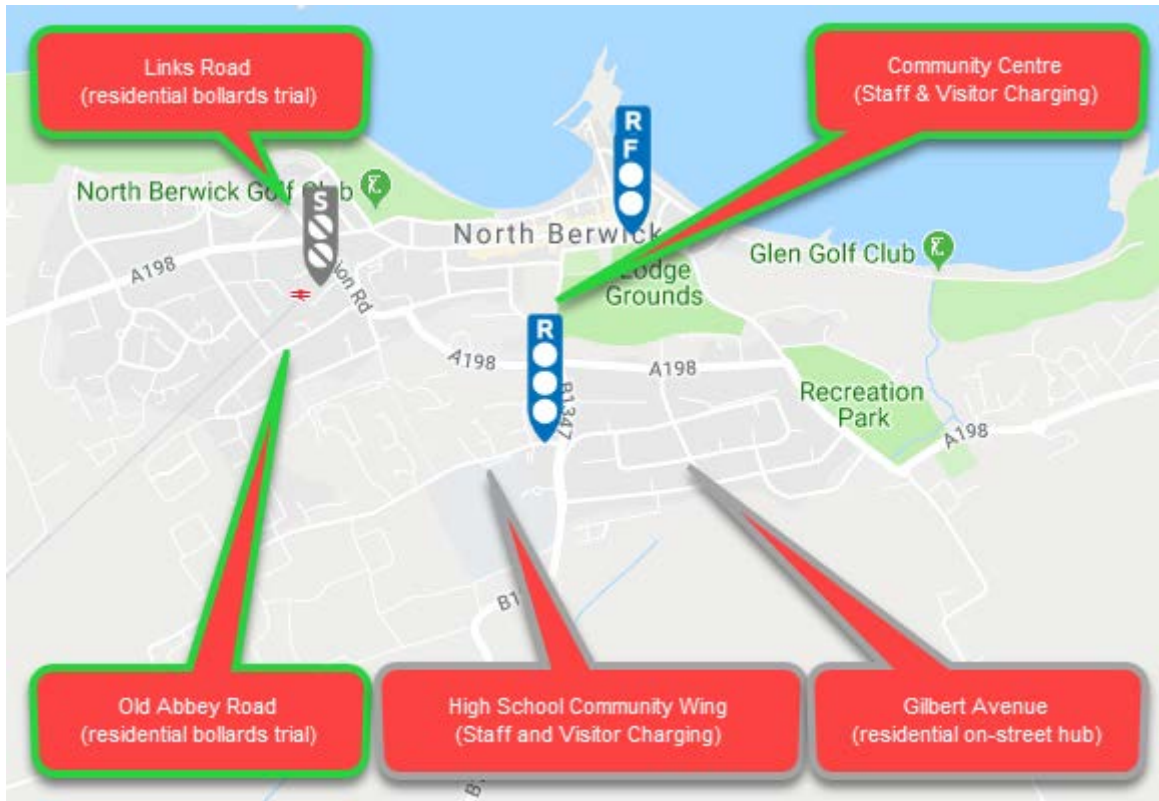 Links Road
(residential bollards trial)
Community Centre
(Staff & Visitor Charging)
R
F
North Berwick Golf Club
S
North Berwick
Glen Golf Club
A198
Lodge
Grounds
R
A198
A198
B1347
Recreation
Park
A198
Old Abbey Road
(residential bollards trial)
High School Community Wing
(Staff and Visitor Charging)
Gilbert Avenue
(residential on-street hub)